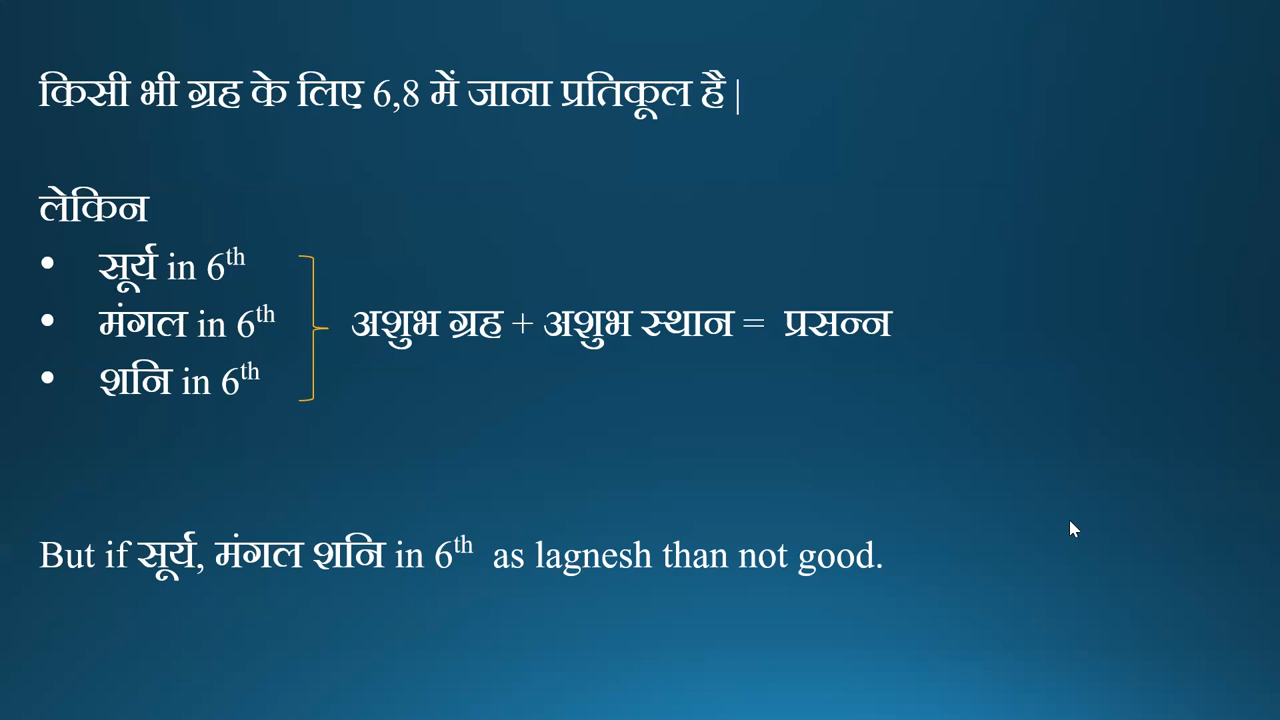 किसी भी ग्रह के लिए 6,8 में जाना प्रतिकूल है |
लेकिन
• सूर्य in 6th
• मंगल in 6th
• शनि in 6th
अशुभ ग्रह + अशुभ स्थान = प्रसन्न
But if सूर्य, मंगल शनि in 6th as lagnesh than not good.